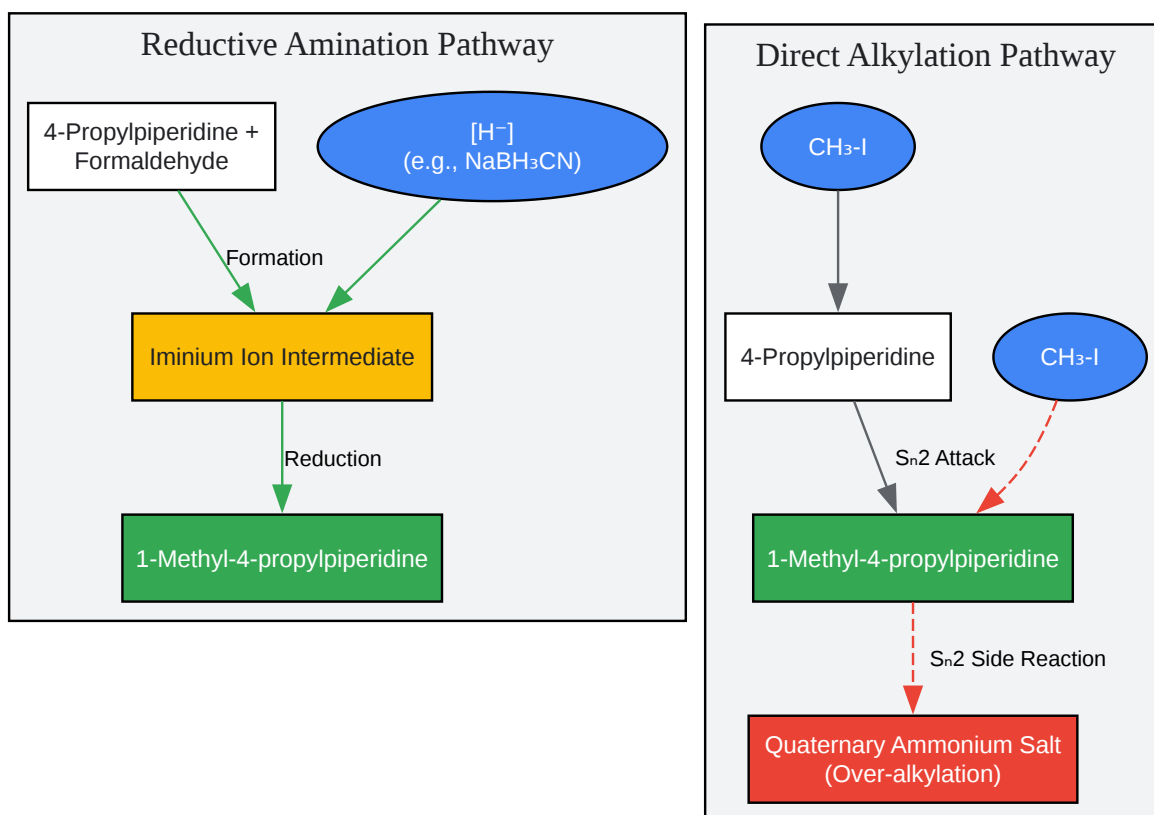 Reductive Amination Pathway
4-Propylpiperidine +
Formaldehyde
[H⁻]
(e.g., NaBH₃CN)
Formation
Iminium Ion Intermediate
Reduction
1-Methyl-4-propylpiperidine
Direct Alkylation Pathway
CH₃-I
4-Propylpiperidine
CH₃-I
Sₙ2 Attack
1-Methyl-4-propylpiperidine
Sₙ2 Side Reaction
Quaternary Ammonium Salt
(Over-alkylation)